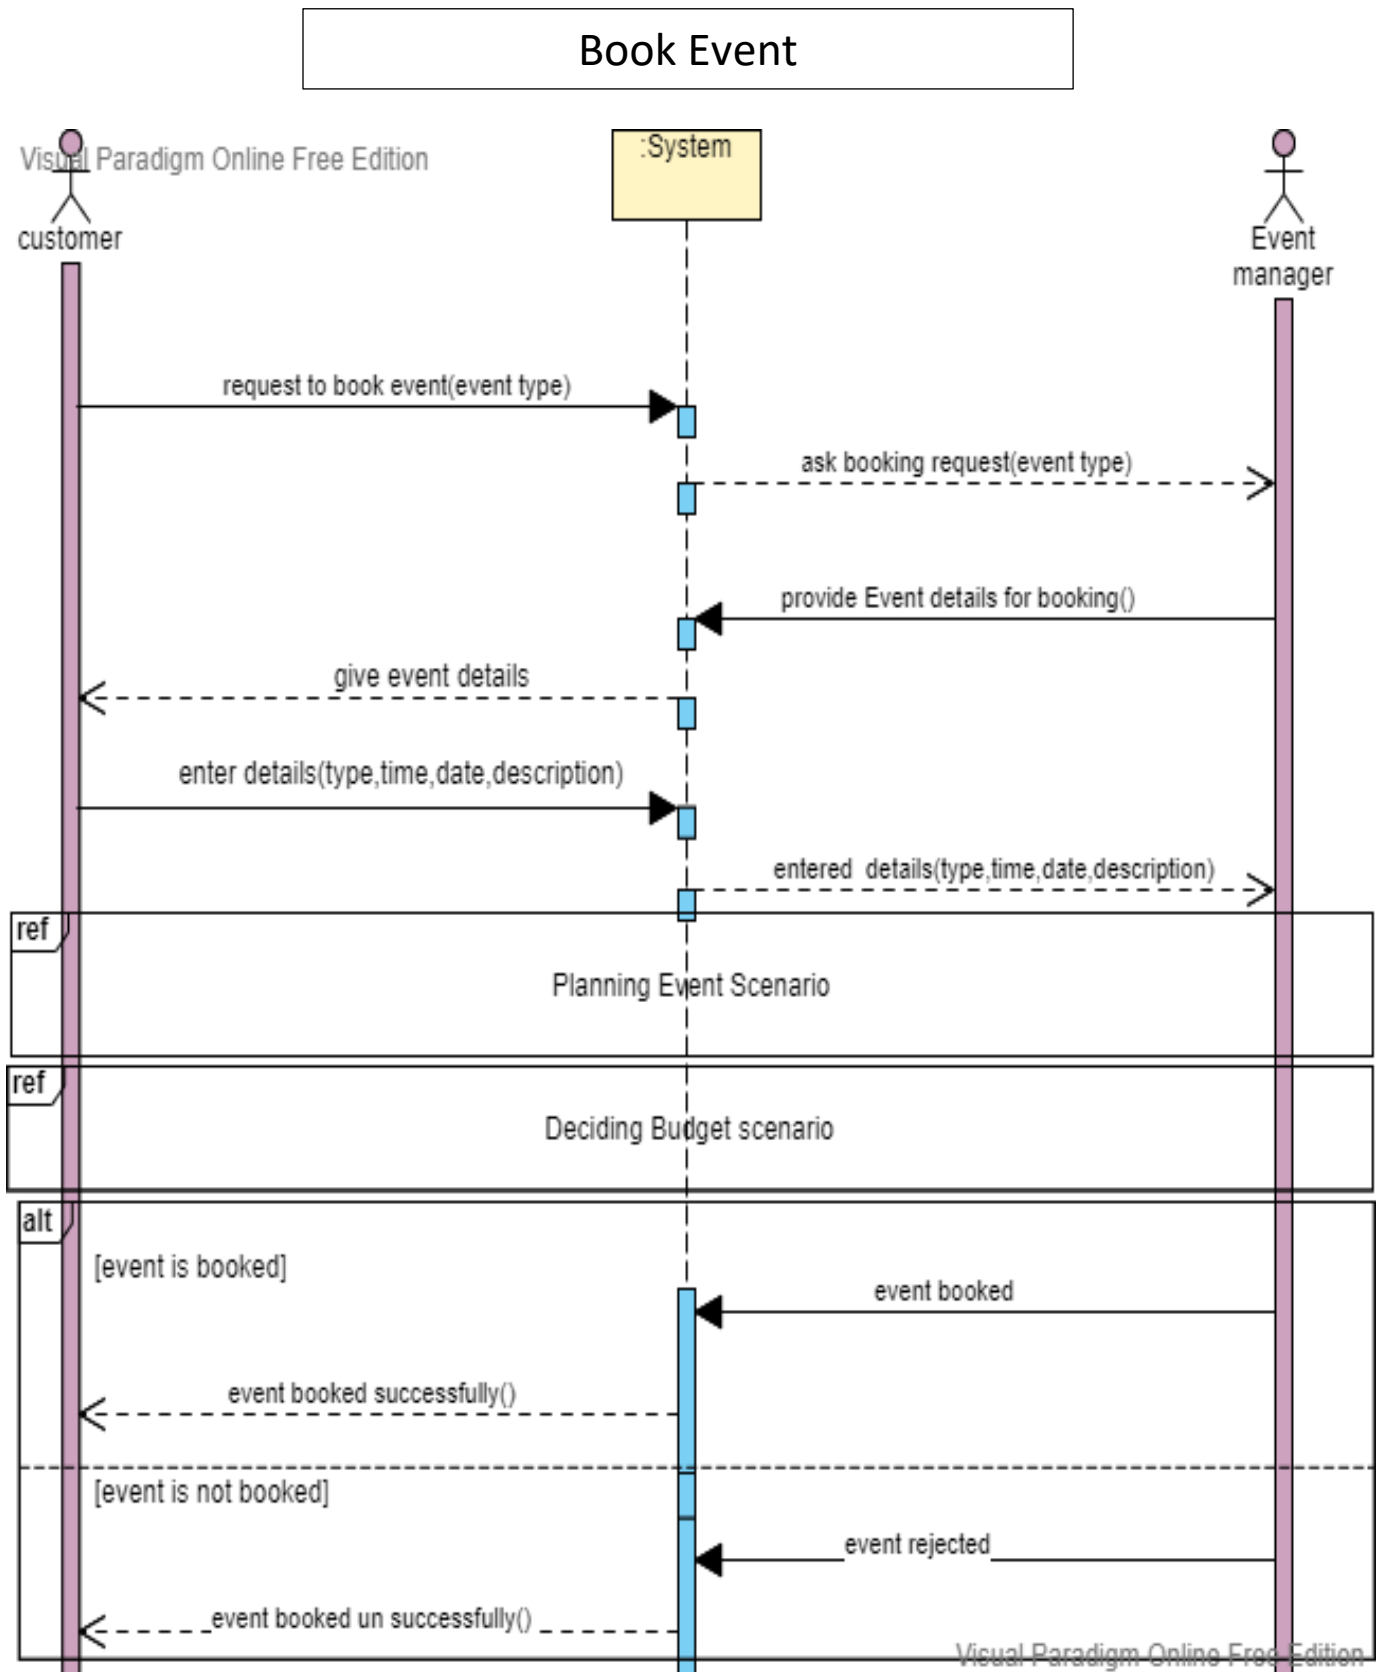 Book Event
Visual Paradigm Online Free Edition
:System
customer
Event
manager
request to book event(event type)
ask booking request(event type)
provide Event details for booking()
give event details
enter details(type,time,date,description)
entered  details(type,time,date,description)
ref
Planning Event Scenario
ref
Deciding Budget scenario
alt
[event is booked]
event booked
event booked successfully()
[event is not booked]
event rejected
event booked un successfully()
Visual Paradigm Online Free Edition